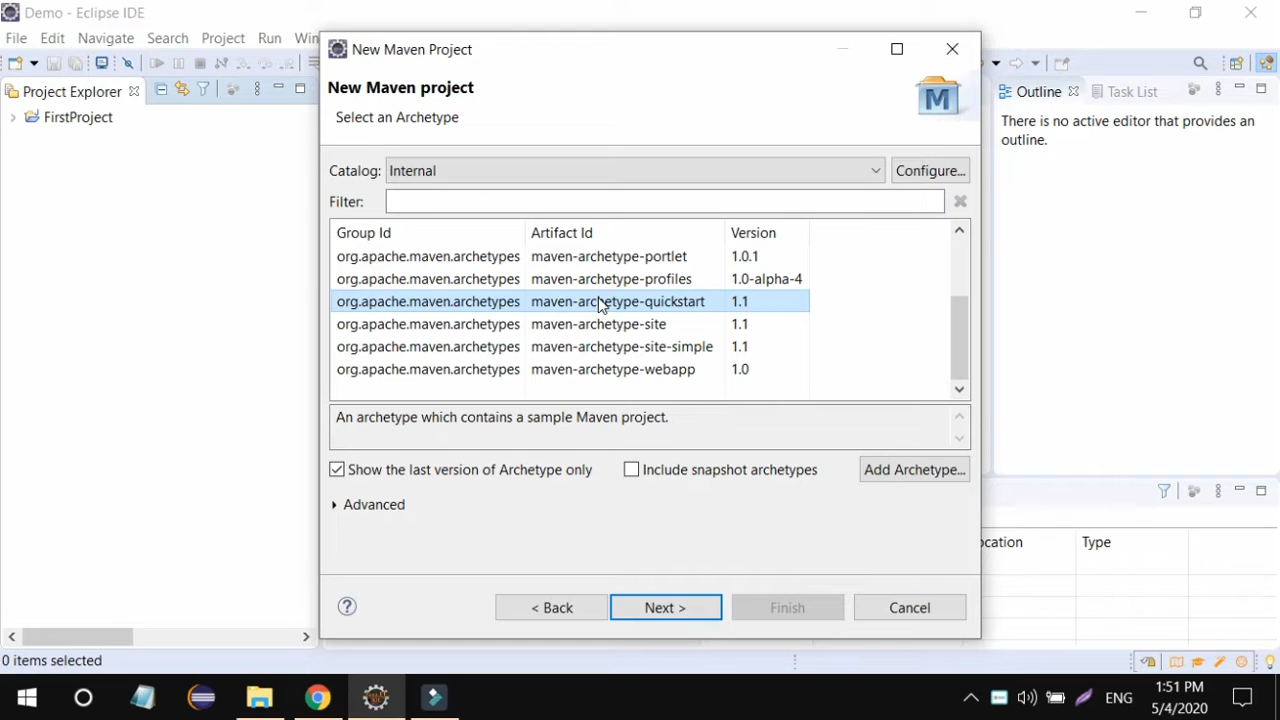 Demo - Eclipse IDE
File Edit Navigate Search Project Run Win
Project Explorer
FirstProject
New Maven Project
New Maven project
Select an Archetype
Catalog: Internal Configure...
Filter:
Group Id Artifact Id Version
org.apache.maven.archetypes maven-archetype-portlet 1.0.1
org.apache.maven.archetypes maven-archetype-profiles 1.0-alpha-4
org.apache.maven.archetypes maven-archetype-quickstart 1.1
org.apache.maven.archetypes maven-archetype-site 1.1
org.apache.maven.archetypes maven-archetype-site-simple 1.1
org.apache.maven.archetypes maven-archetype-webapp 1.0
An archetype which contains a sample Maven project.
Show the last version of Archetype only Include snapshot archetypes Add Archetype...
Advanced
< Back Next > Finish Cancel
Outline Task List
There is no active editor that provides an
outline.
ocation Type
0 items selected
ENG
1:51 PM
5/4/2020